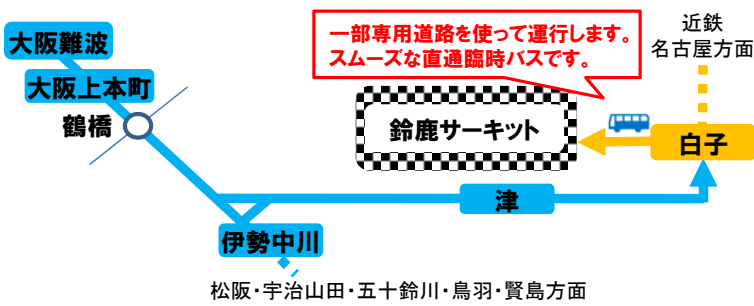 大阪難波
大阪上本町
鶴橋
一部専用道路を使って運行します。
スムーズな直通臨時バスです。
近鉄
名古屋方面
鈴鹿サーキット
白子
津
伊勢中川
松阪・宇治山田・五十鈴川・鳥羽・賢島方面